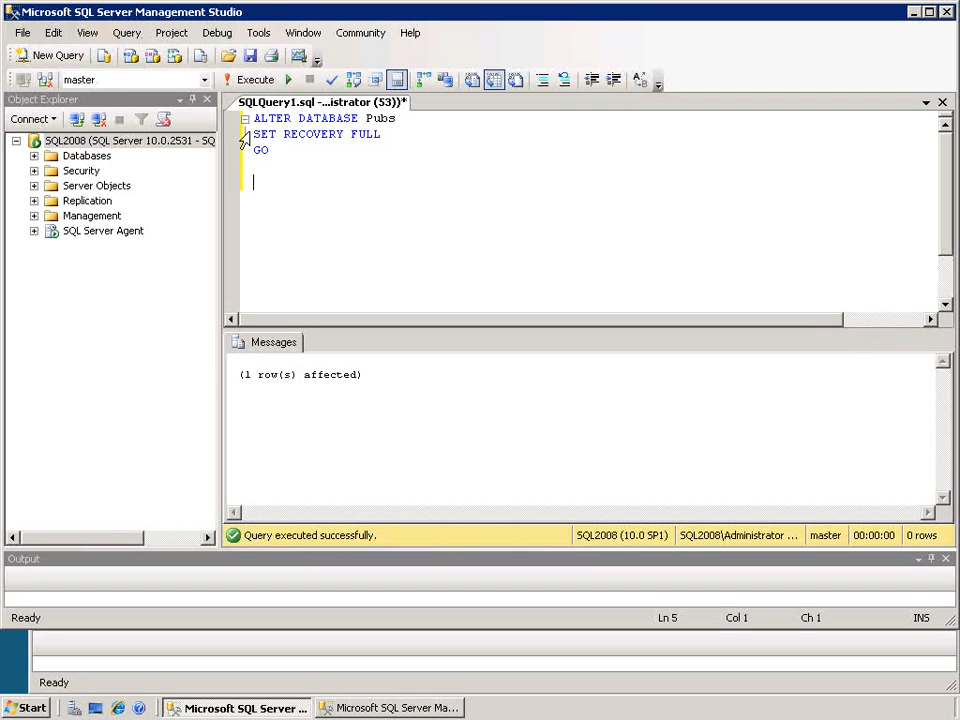 Microsoft SQL Server Management Studio
File Edit View Query Project Debug Tools Window Community Help
New Query
master Execute
Object Explorer
SQLQuery1.sql -...istrator (53))*
Connect
SQL2008 (SQL Server 10.0.2531 - SQ
Databases
Security
Server Objects
Replication
Management
SQL Server Agent
ALTER DATABASE Pubs
SET RECOVERY FULL
GO
Messages
(1 row(s) affected)
Query executed successfully. SQL2008 (10.0 SP1) SQL2008\Administrator ... master 00:00:00 0 rows
Output
Ready Ln 5 Col 1 Ch 1 INS
Ready
Start Microsoft SQL Server ... Microsoft SQL Server Ma...